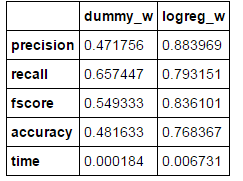 dummy_w logreg_w
precision 0.471756 0.883969
recall 0.657447 0.793151
fscore 0.549333 0.836101
accuracy 0.481633 0.768367
time 0.000184 0.006731